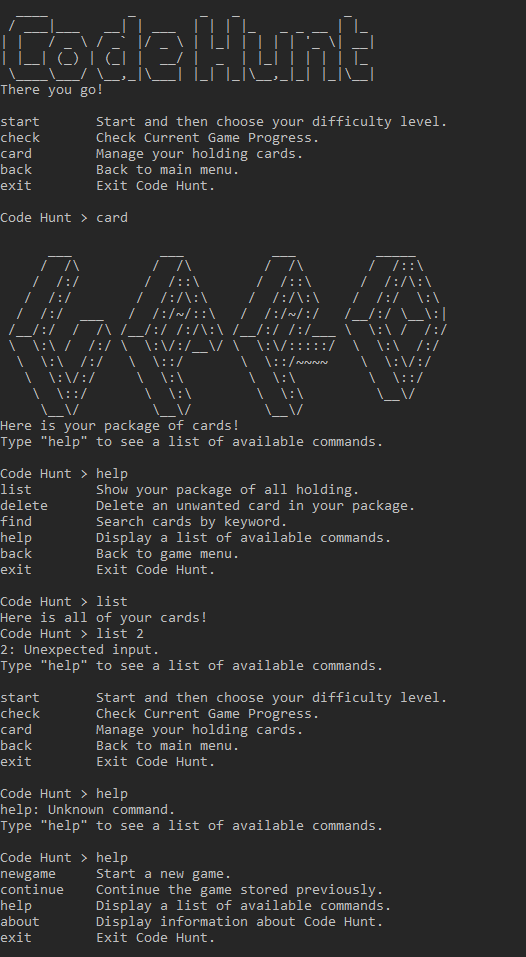 Code Hunt
There you go!
start Start and then choose your difficulty level.
check Check Current Game Progress.
card Manage your holding cards.
back Back to main menu.
exit Exit Code Hunt.
Code Hunt > card
CARD
Here is your package of cards!
Type "help" to see a list of available commands.
Code Hunt > help
list Show your package of all holding.
delete Delete an unwanted card in your package.
find Search cards by keyword.
help Display a list of available commands.
back Back to game menu.
exit Exit Code Hunt.
Code Hunt > list
Here is all of your cards!
Code Hunt > list 2
2: Unexpected input.
Type "help" to see a list of available commands.
start Start and then choose your difficulty level.
check Check Current Game Progress.
card Manage your holding cards.
back Back to main menu.
exit Exit Code Hunt.
Code Hunt > help
help: Unknown command.
Type "help" to see a list of available commands.
Code Hunt > help
newgame Start a new game.
continue Continue the game stored previously.
help Display a list of available commands.
about Display information about Code Hunt.
exit Exit Code Hunt.